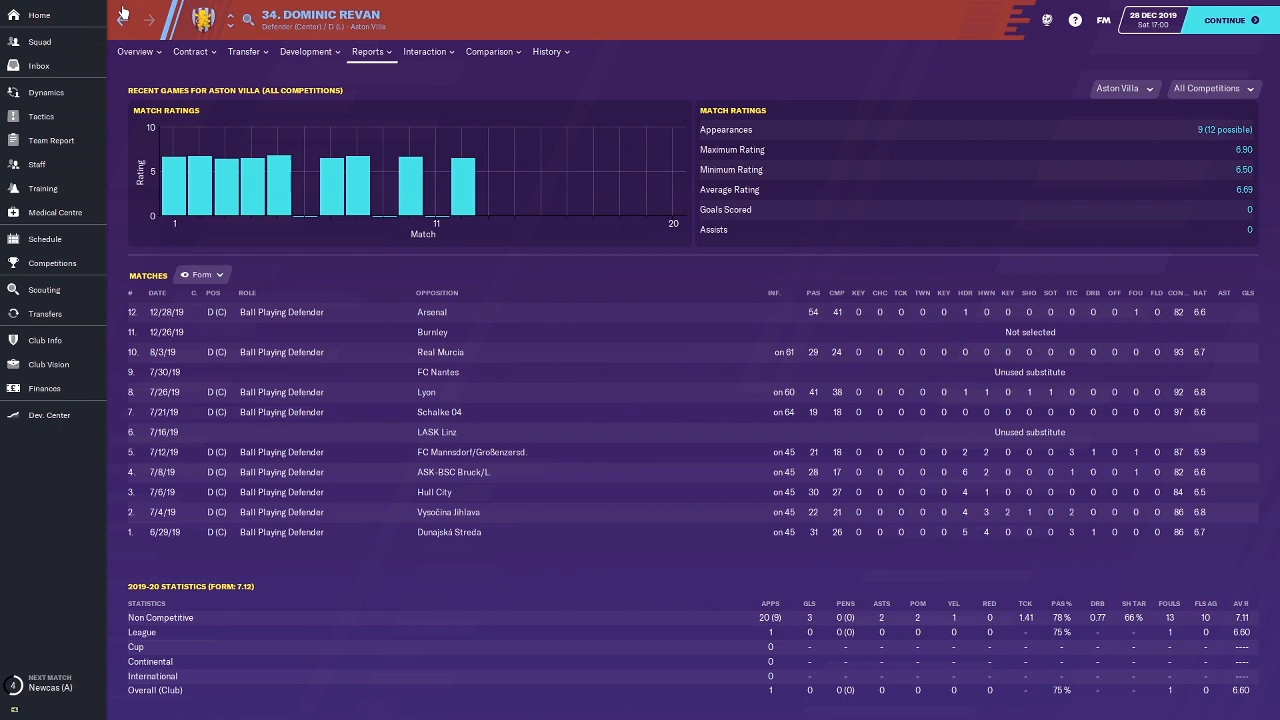 Home
34. DOMINIC REVAN
Defender (Center) / D (L) - Aston Villa
?
FM
28 DEC 2019
Sat 17:00
CONTINUE
Squad
Inbox
Dynamics
Tactics
Team Report
Staff
Training
Medical Centre
Schedule
Competitions
Scouting
Transfers
Club Info
Club Vision
Finances
Dev. Center
4 NEXT MATCH
Newcas (A)
Overview Contract Transfer Development Reports Interaction Comparison History
RECENT GAMES FOR ASTON VILLA (ALL COMPETITIONS)
Aston Villa All Competitions
MATCH RATINGS
10
5
0
Rating
1 11 20
Match
MATCH RATINGS
Appearances 9 (12 possible)
Maximum Rating 6.90
Minimum Rating 6.50
Average Rating 6.69
Goals Scored 0
Assists 0
MATCHES Form
# DATE C. POS ROLE OPPOSITION INF. PAS CMP KEY CHC TCK TWN KEY HDR HWN KEY SHO SOT ITC DRB OFF FOU FLD CON... RAT AST GLS
12. 12/28/19 D (C) Ball Playing Defender Arsenal 54 41 0 0 0 0 0 1 0 0 0 0 0 0 0 1 0 82 6.6
11. 12/26/19 Burnley Not selected
10. 8/3/19 D (C) Ball Playing Defender Real Murcia on 61 29 24 0 0 0 0 0 0 0 0 0 0 0 0 0 0 0 93 6.7
9. 7/30/19 FC Nantes Unused substitute
8. 7/26/19 D (C) Ball Playing Defender Lyon on 60 41 38 0 0 0 0 0 1 1 0 1 1 0 0 0 0 0 92 6.8
7. 7/21/19 D (C) Ball Playing Defender Schalke 04 on 64 19 18 0 0 0 0 0 0 0 0 0 0 0 0 0 0 0 97 6.6
6. 7/16/19 LASK Linz Unused substitute
5. 7/12/19 D (C) Ball Playing Defender FC Mannsdorf/Großenzersd. on 45 21 18 0 0 0 0 0 2 2 0 0 0 3 1 0 1 0 87 6.9
4. 7/8/19 D (C) Ball Playing Defender ASK-BSC Bruck/L. on 45 28 17 0 0 0 0 0 6 2 0 0 0 1 0 0 1 0 82 6.6
3. 7/6/19 D (C) Ball Playing Defender Hull City on 45 30 27 0 0 0 0 0 4 1 0 0 0 0 0 0 0 0 84 6.5
2. 7/4/19 D (C) Ball Playing Defender Vysočina Jihlava on 45 22 21 0 0 0 0 0 4 3 2 1 0 2 0 0 0 0 86 6.8
1. 6/29/19 D (C) Ball Playing Defender Dunajská Streda on 45 31 26 0 0 0 0 0 5 4 0 0 0 3 1 0 0 0 86 6.7
2019-20 STATISTICS (FORM: 7.12)
STATISTICS APPS GLS PENS ASTS POM YEL RED TCK PAS % DRB SH TAR FOULS FLS AG AV R
Non Competitive 20 (9) 3 0 (0) 2 2 1 0 1.41 78 % 0.77 66 % 13 10 7.11
League 1 0 0 (0) 0 0 0 0 - 75 % - - 1 0 6.60
Cup 0 - - - - - - - - - - - - ----
Continental 0 - - - - - - - - - - - - ----
International 0 - - - - - - - - - - - - ----
Overall (Club) 1 0 0 (0) 0 0 0 0 - 75 % - - 1 0 6.60